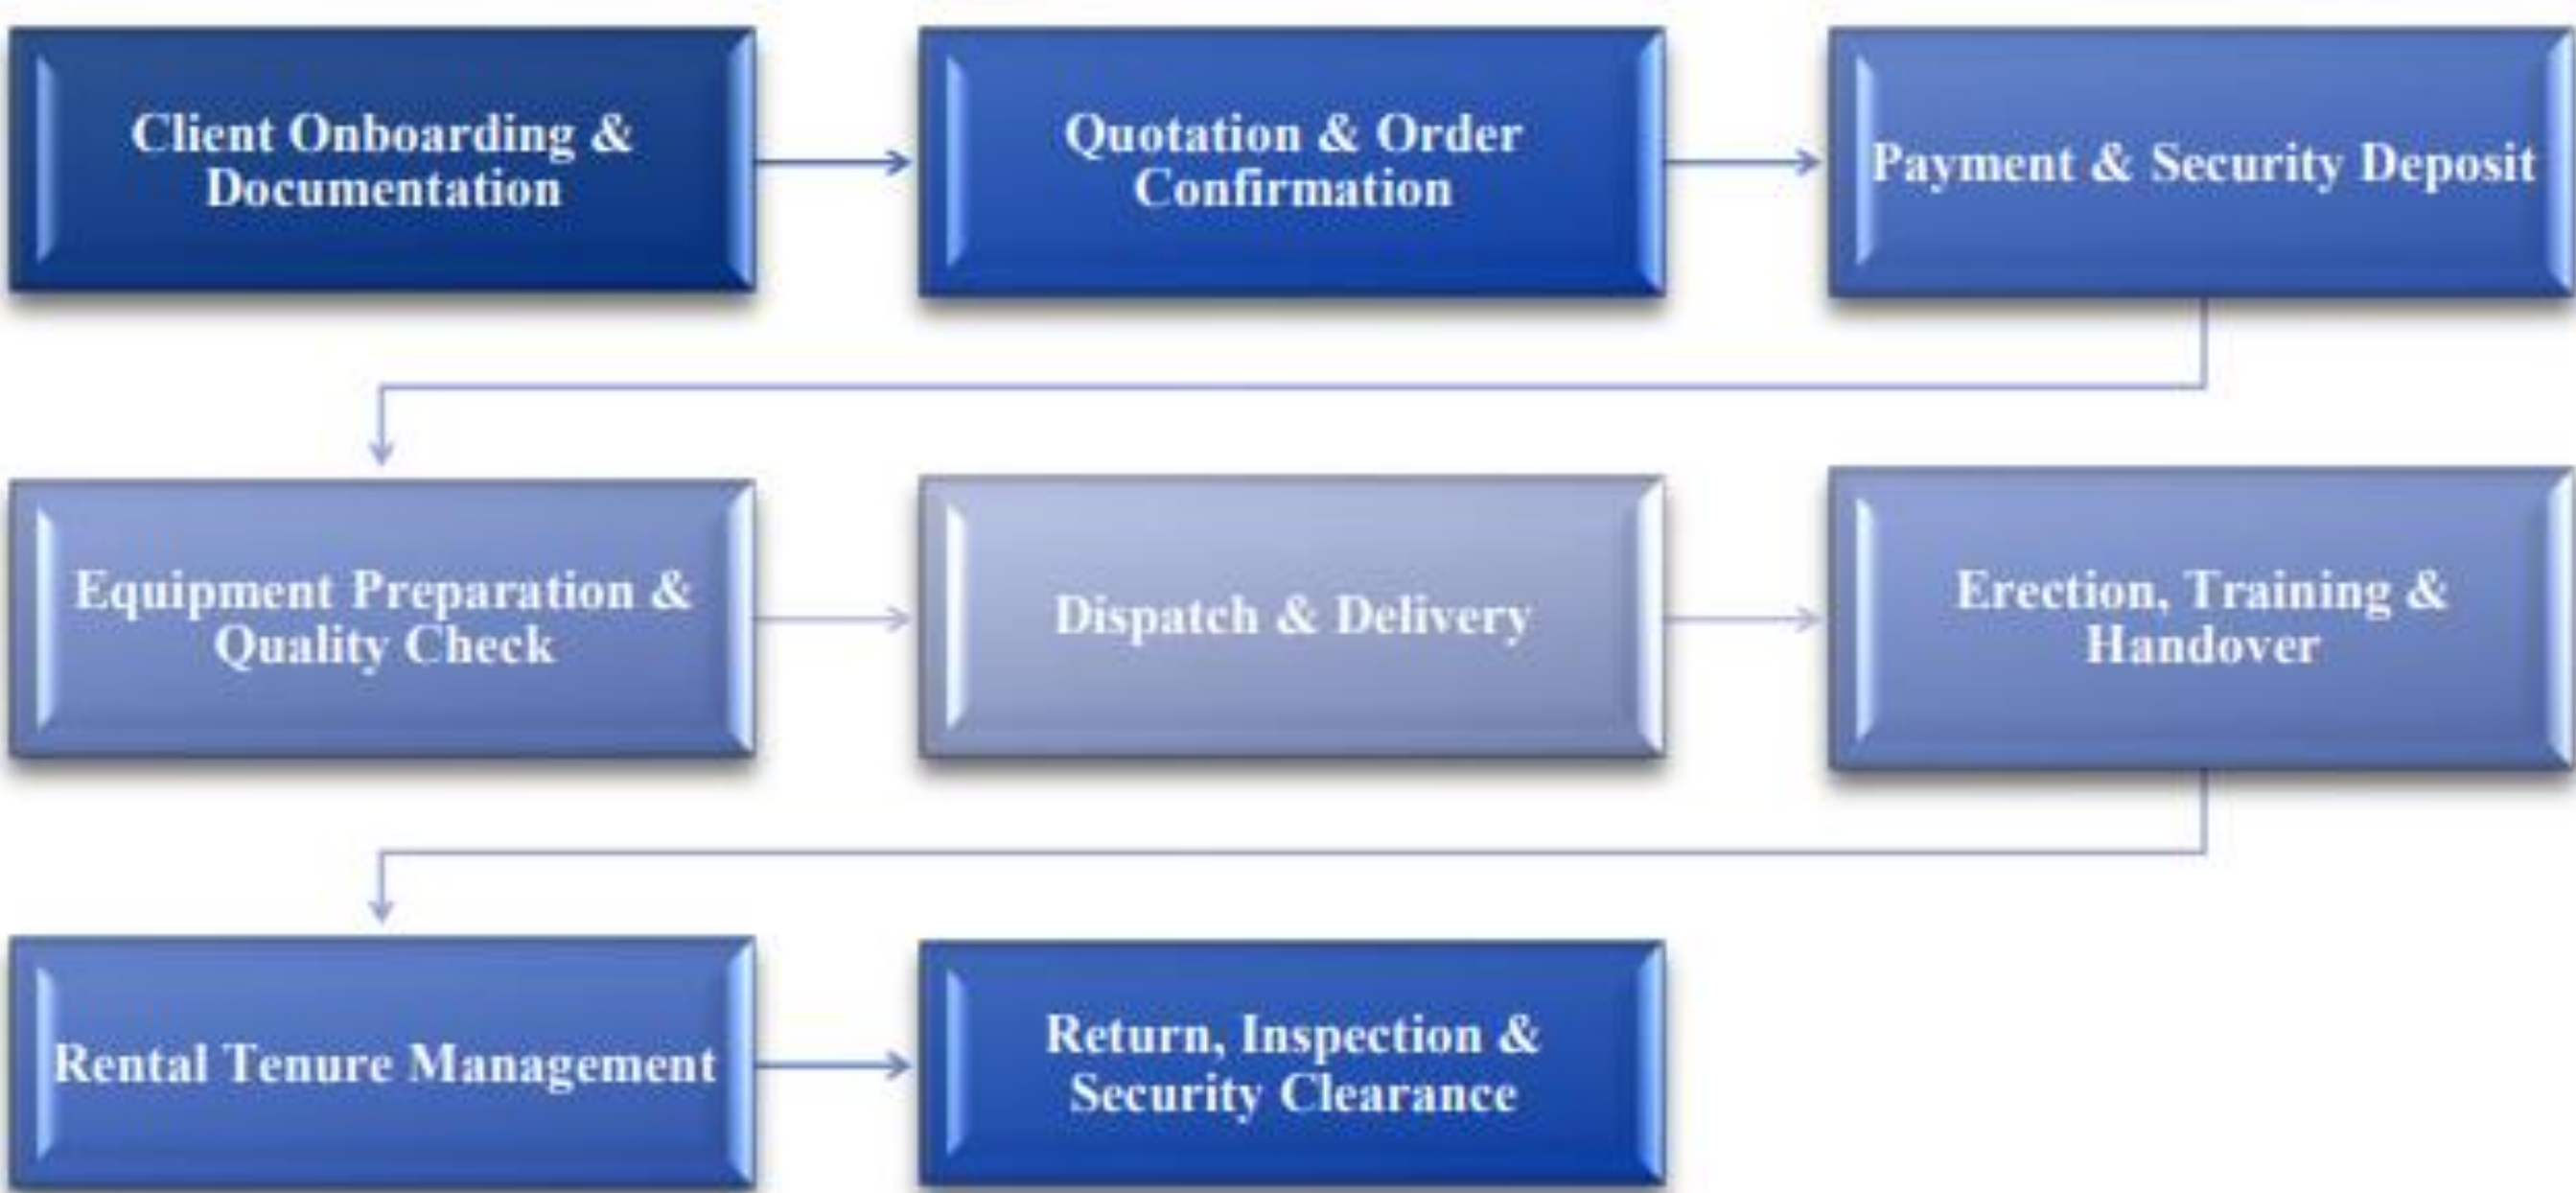 Client Onboarding &
Documentation
Quotation & Order
Confirmation
Payment & Security Deposit
Equipment Preparation &
Quality Check
Dispatch & Delivery
Erection, Training &
Handover
Rental Tenure Management
Return, Inspection &
Security Clearance